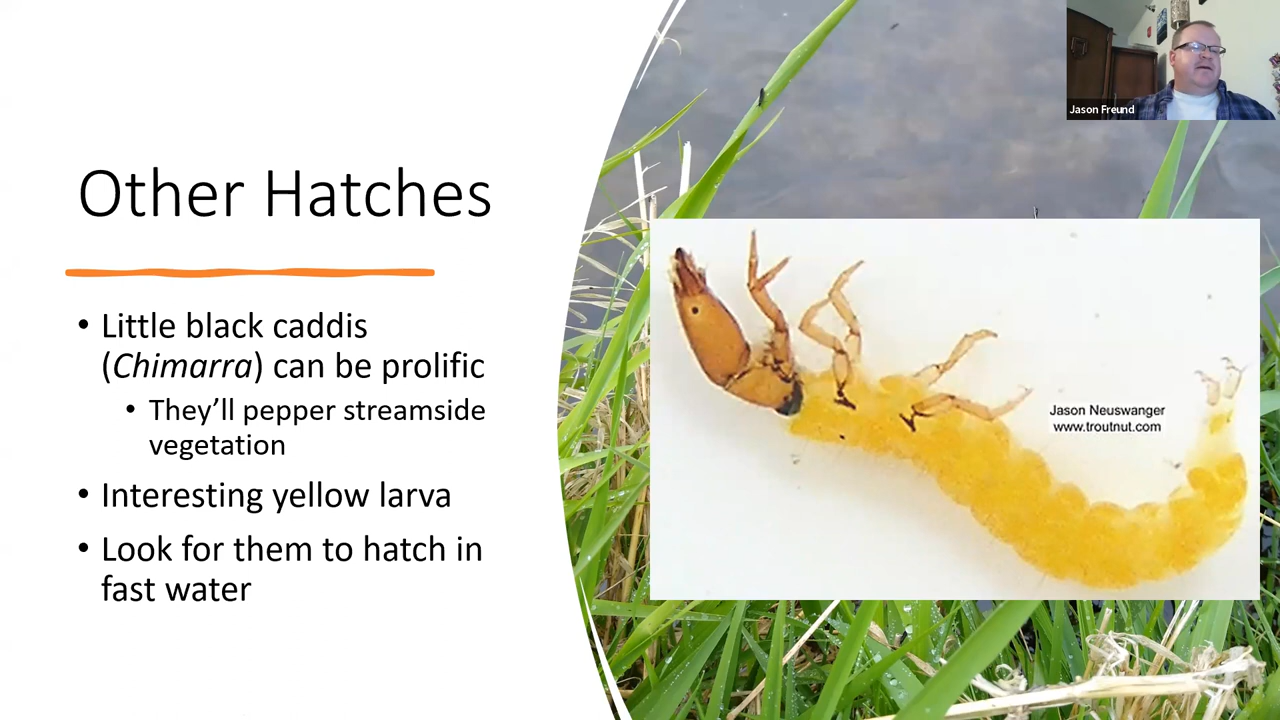 Jason Freund
Other Hatches
• Little black caddis
(Chimarra) can be prolific
• They’ll pepper streamside
vegetation
• Interesting yellow larva
• Look for them to hatch in
fast water
Jason Neuswanger
www.troutnut.com